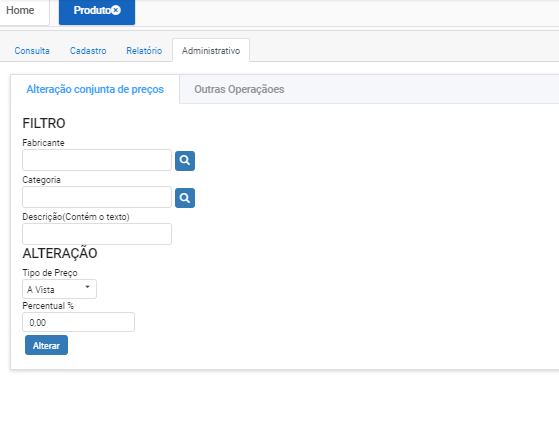 Home Produto
Consulta Cadastro Relatório Administrativo
Alteração conjunta de preços Outras Operaçãoes
FILTRO
Fabricante
Categoria
Descrição(Contém o texto)
ALTERAÇÃO
Tipo de Preço
A Vista
Percentual %
0,00
Alterar